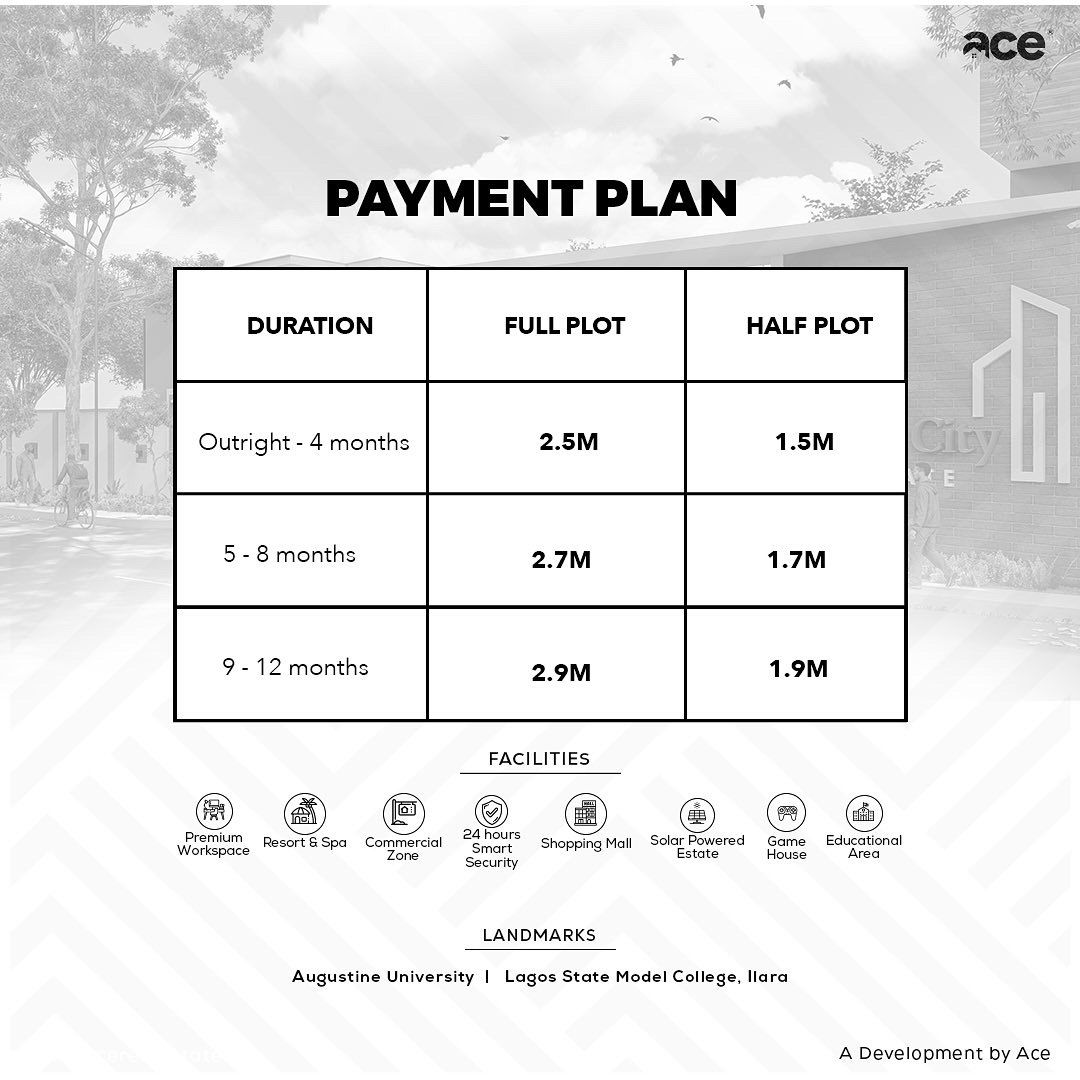 ace
PAYMENT PLAN
DURATION FULL PLOT HALF PLOT
Outright - 4 months 2.5M 1.5M
5 - 8 months 2.7M 1.7M
9 - 12 months 2.9M 1.9M
City
E
FACILITIES
Premium
Workspace
Resort & Spa
Commercial
Zone
24 hours
Smart
Security
MALL
Shopping Mall
Solar Powered
Estate
Game
House
Educational
Area
LANDMARKS
Augustine University | Lagos State Model College, Ilara
A Development by Ace